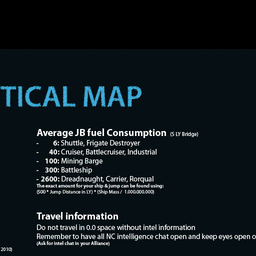 TICAL MAP
Average JB fuel Consumption (5 LY Bridge)
- 6: Shuttle, Frigate Destroyer
- 40: Cruiser, Battlecruiser, Industrial
- 100: Mining Barge
- 300: Battleship
- 2600: Dreadnaught, Carrier, Rorqual
The exact amount for your ship & jump can be found using:
(500 * Jump Distance in LY) * (Ship Mass / 1.000.000.000)
Travel information
Do not travel in 0.0 space without intel information
Remember to have all NC intelligence chat open and keep eyes open o
(Ask for intel chat in your Alliance)
2010)